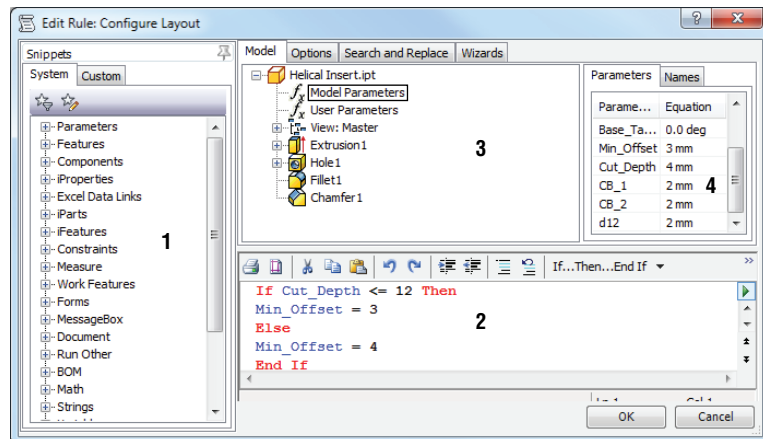 Edit Rule: Configure Layout
Snippets
System Custom
Parameters
Features
Components
iProperties
Excel Data Links
iParts
iFeatures
Constraints
Measure
Work Features
Forms
MessageBox
Document
Run Other
BOM
Math
Strings
1
Model Options Search and Replace Wizards
Helical Insert.ipt
fx Model Parameters
fx User Parameters
View: Master
Extrusion1
Hole1
Fillet1
Chamfer1
3
Parameters Names
Parame... Equation
Base_Ta... 0.0 deg
Min_Offset 3 mm
Cut_Depth 4 mm
CB_1 2 mm
CB_2 2 mm
d12 2 mm
4
If...Then...End If
If Cut_Depth <= 12 Then
Min_Offset = 3
Else
Min_Offset = 4
End If
2
OK Cancel